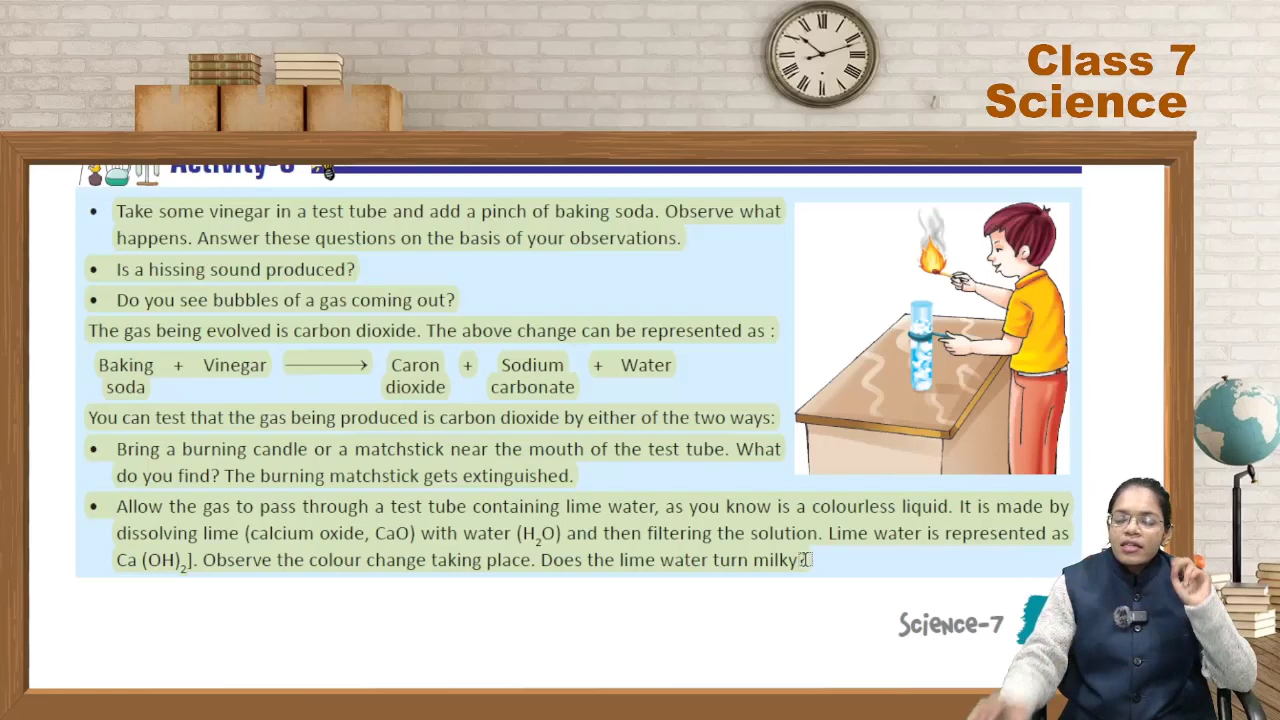 Class 7
Science
Activity-
• Take some vinegar in a test tube and add a pinch of baking soda. Observe what
happens. Answer these questions on the basis of your observations.
• Is a hissing sound produced?
• Do you see bubbles of a gas coming out?
The gas being evolved is carbon dioxide. The above change can be represented as :
Baking + Vinegar ⟶ Caron + Sodium + Water
soda dioxide carbonate
You can test that the gas being produced is carbon dioxide by either of the two ways:
• Bring a burning candle or a matchstick near the mouth of the test tube. What
do you find? The burning matchstick gets extinguished.
• Allow the gas to pass through a test tube containing lime water, as you know is a colourless liquid. It is made by
dissolving lime (calcium oxide, CaO) with water (H₂O) and then filtering the solution. Lime water is represented as
Ca (OH)₂]. Observe the colour change taking place. Does the lime water turn milky?
Science-7